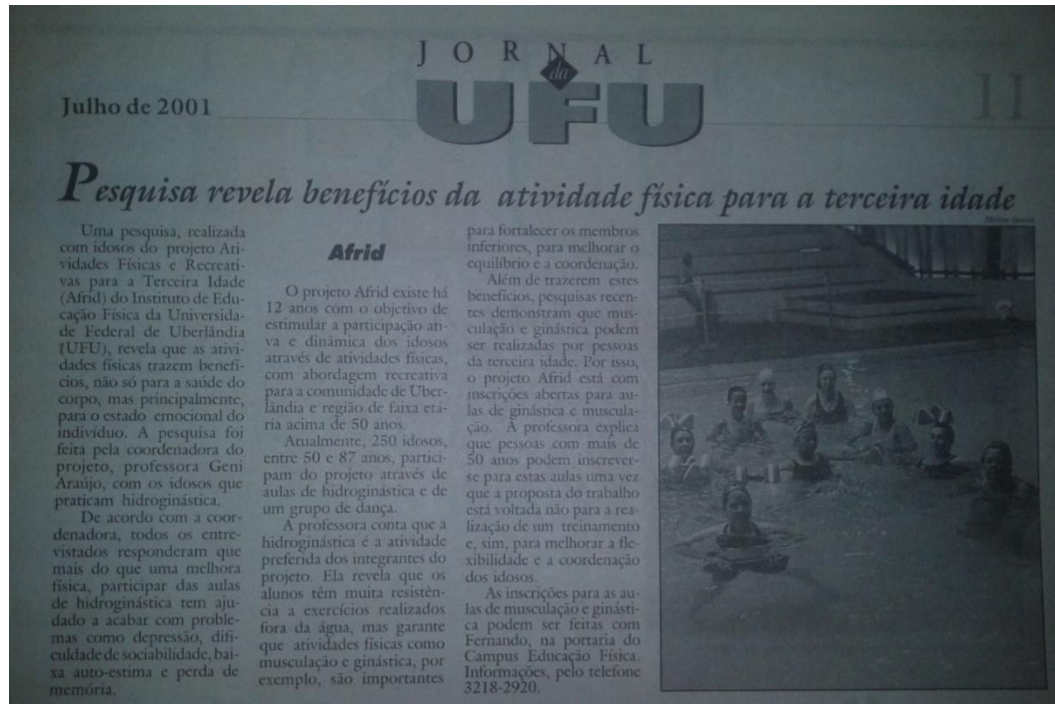 JORNAL
da
UFU
Julho de 2001
11
Pesquisa revela benefícios da atividade física para a terceira idade
Uma pesquisa, realizada
com idosos do projeto Ati-
vidades Físicas e Recreati-
vas para a Terceira Idade
(Afrid) do Instituto de Edu-
cação Física da Universida-
de Federal de Uberlândia
(UFU), revela que as ativi-
dades físicas trazem benefí-
cios, não só para a saúde do
corpo, mas principalmente,
para o estado emocional do
indivíduo. A pesquisa foi
feita pela coordenadora do
projeto, professora Geni
Araújo, com os idosos que
praticam hidroginástica.
De acordo com a coor-
denadora, todos os entre-
vistados responderam que
mais do que uma melhora
física, participar das aulas
de hidroginástica tem aju-
dado a acabar com proble-
mas como depressão, difi-
culdade de sociabilidade, bai-
xa auto-estima e perda de
memória.
Afrid
O projeto Afrid existe há
12 anos com o objetivo de
estimular a participação ati-
va e dinâmica dos idosos
através de atividades físicas,
com abordagem recreativa
para a comunidade de Uber-
lândia e região de faixa etá-
ria acima de 50 anos.
Atualmente, 250 idosos,
entre 50 e 87 anos, partici-
pam do projeto através de
aulas de hidroginástica e de
um grupo de dança.
A professora conta que a
hidroginástica é a atividade
preferida dos integrantes do
projeto. Ela revela que os
alunos têm muita resistên-
cia a exercícios realizados
fora da água, mas garante
que atividades físicas como
musculação e ginástica, por
exemplo, são importantes
para fortalecer os membros
inferiores, para melhorar o
equilíbrio e a coordenação.
Além de trazerem estes
benefícios, pesquisas recen-
tes demonstram que mus-
culação e ginástica podem
ser realizadas por pessoas
da terceira idade. Por isso,
o projeto Afrid está com
inscrições abertas para au-
las de ginástica e muscula-
ção. A professora explica
que pessoas com mais de
50 anos podem inscrever-
se para estas aulas uma vez
que a proposta do trabalho
está voltada não para a rea-
lização de um treinamento
e, sim, para melhorar a fle-
xibilidade e a coordenação
dos idosos.
As inscrições para as au-
las de musculação e ginásti-
ca podem ser feitas com
Fernando, na portaria do
Campus Educação Física.
Informações, pelo telefone
3218-2920.